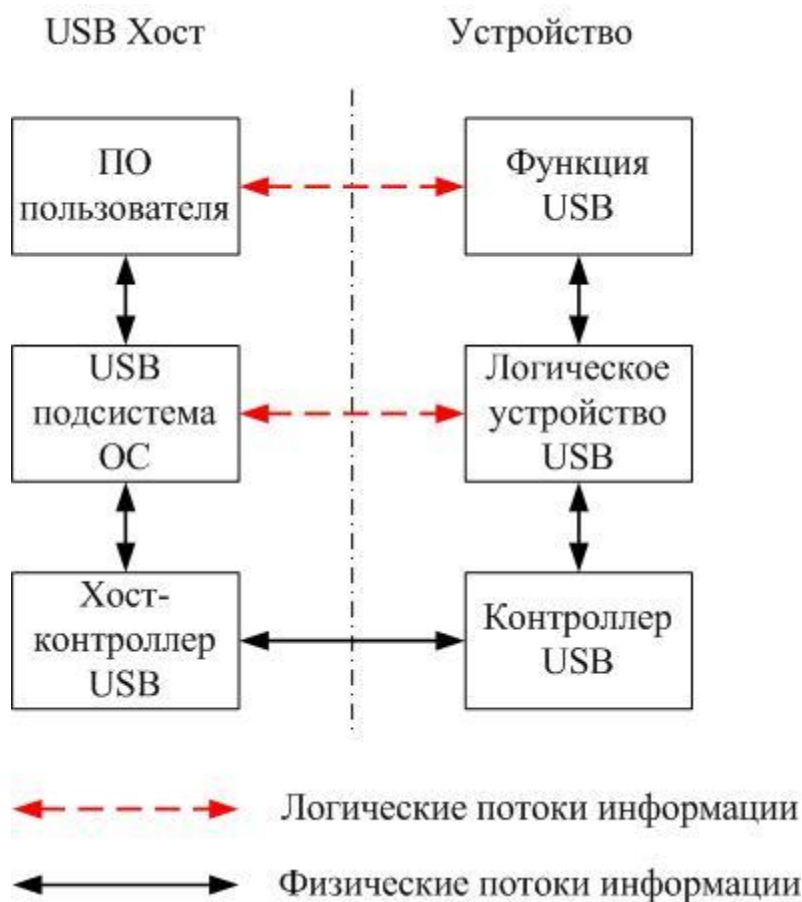 USB Хост
Устройство
ПО
пользователя
Функция
USB
USB
подсистема
ОС
Логическое
устройство
USB
Хост-
контроллер
USB
Контроллер
USB
Логические потоки информации
Физические потоки информации